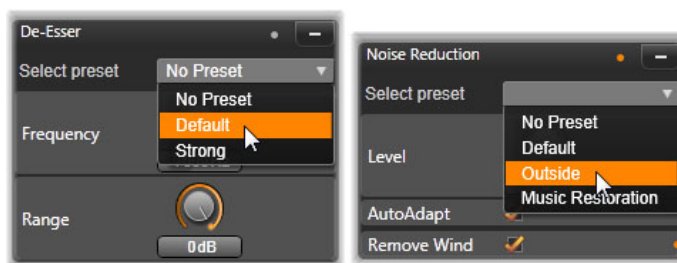 De-Esser
Select preset No Preset
No Preset
Default
Strong
Frequency
Range
0dB
Noise Reduction
Select preset
No Preset
Default
Outside
Music Restoration
Level
AutoAdapt
Remove Wind